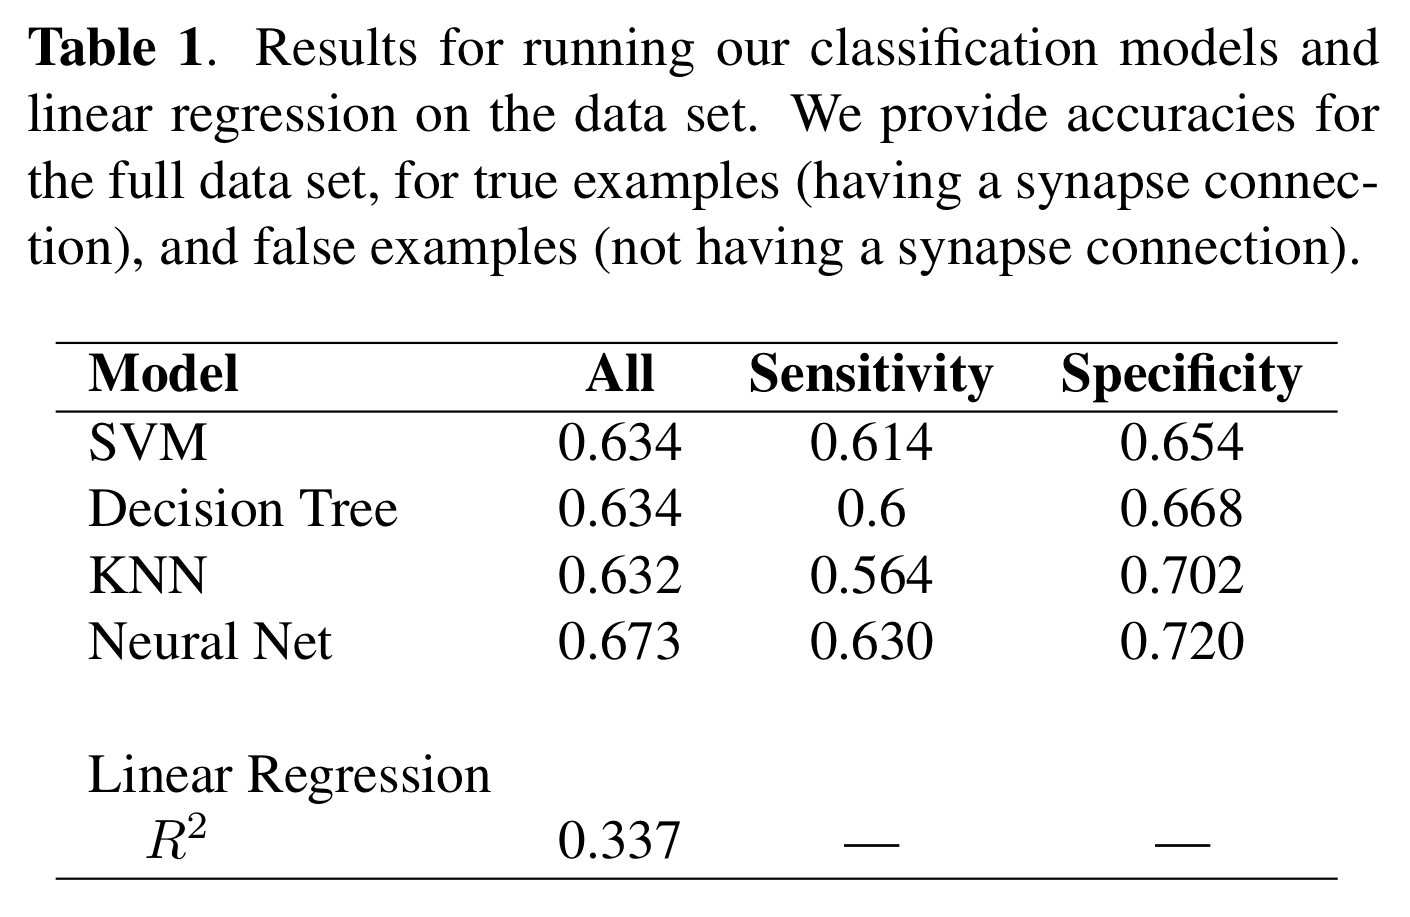 Table 1. Results for running our classification models and
linear regression on the data set. We provide accuracies for
the full data set, for true examples (having a synapse connec-
tion), and false examples (not having a synapse connection).
Model All Sensitivity Specificity
SVM 0.634 0.614 0.654
Decision Tree 0.634 0.6 0.668
KNN 0.632 0.564 0.702
Neural Net 0.673 0.630 0.720
Linear Regression
R² 0.337 — —